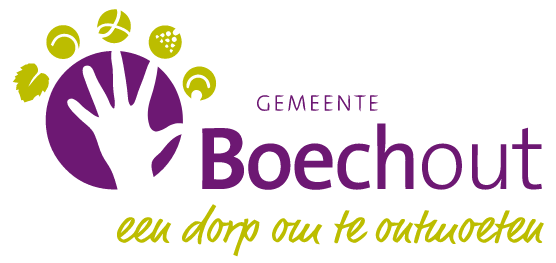 GEMEENTE
Boechout
een dorp om te ontmoeten